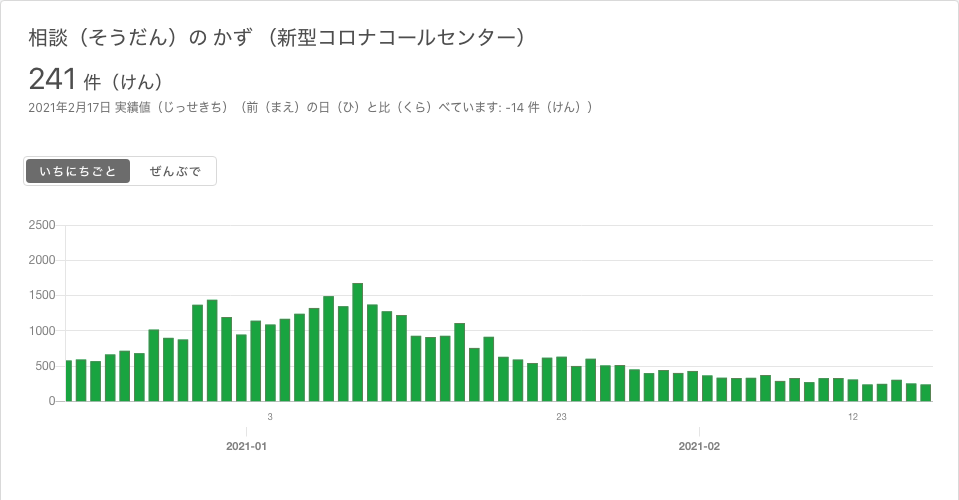 相談（そうだん）の かず （新型コロナコールセンター）
241 件（けん）
2021年2月17日 実績値（じっせきち）（前（まえ）の日（ひ）と比（くら）べています: -14 件（けん））
いちにちごと ぜんぶで
2500
2000
1500
1000
500
0
3 23 12
2021-01 2021-02